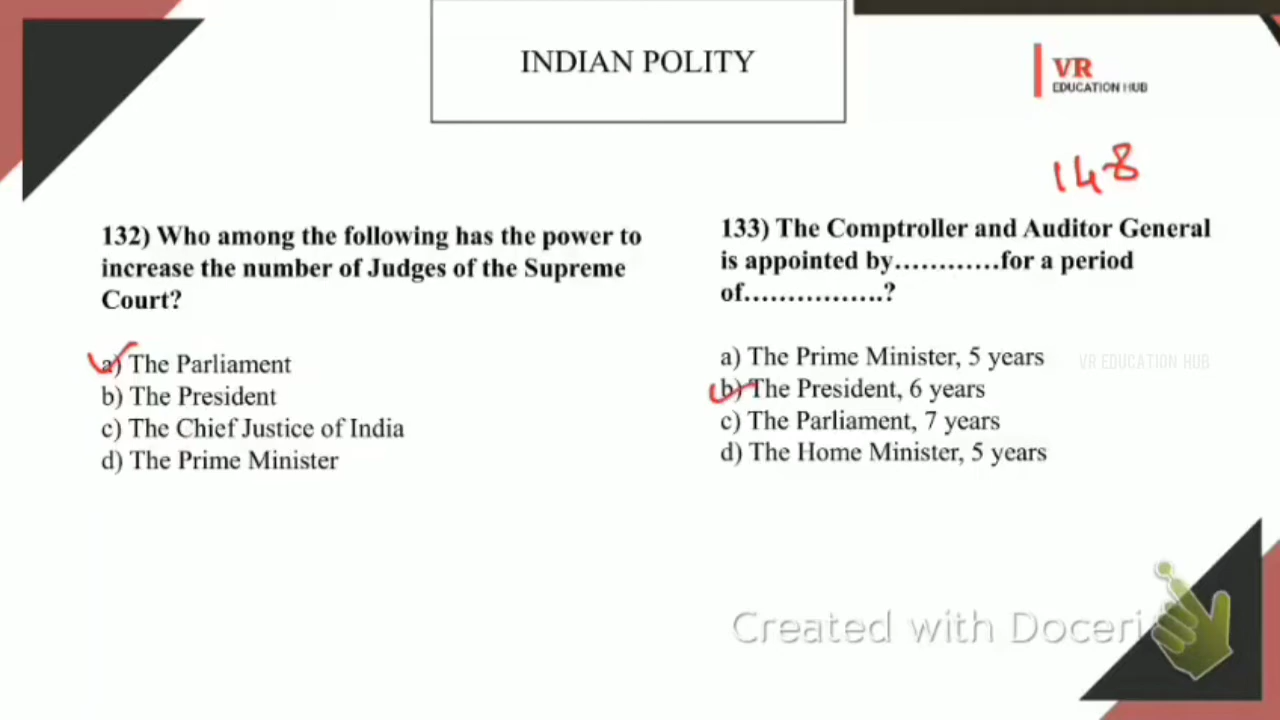 INDIAN POLITY
VR
EDUCATION HUB
148
132) Who among the following has the power to
increase the number of Judges of the Supreme
Court?
a) The Parliament
b) The President
c) The Chief Justice of India
d) The Prime Minister
133) The Comptroller and Auditor General
is appointed by…………for a period
of…………….?
a) The Prime Minister, 5 years
b) The President, 6 years
c) The Parliament, 7 years
d) The Home Minister, 5 years
VR EDUCATION HUB
Created with Doceri